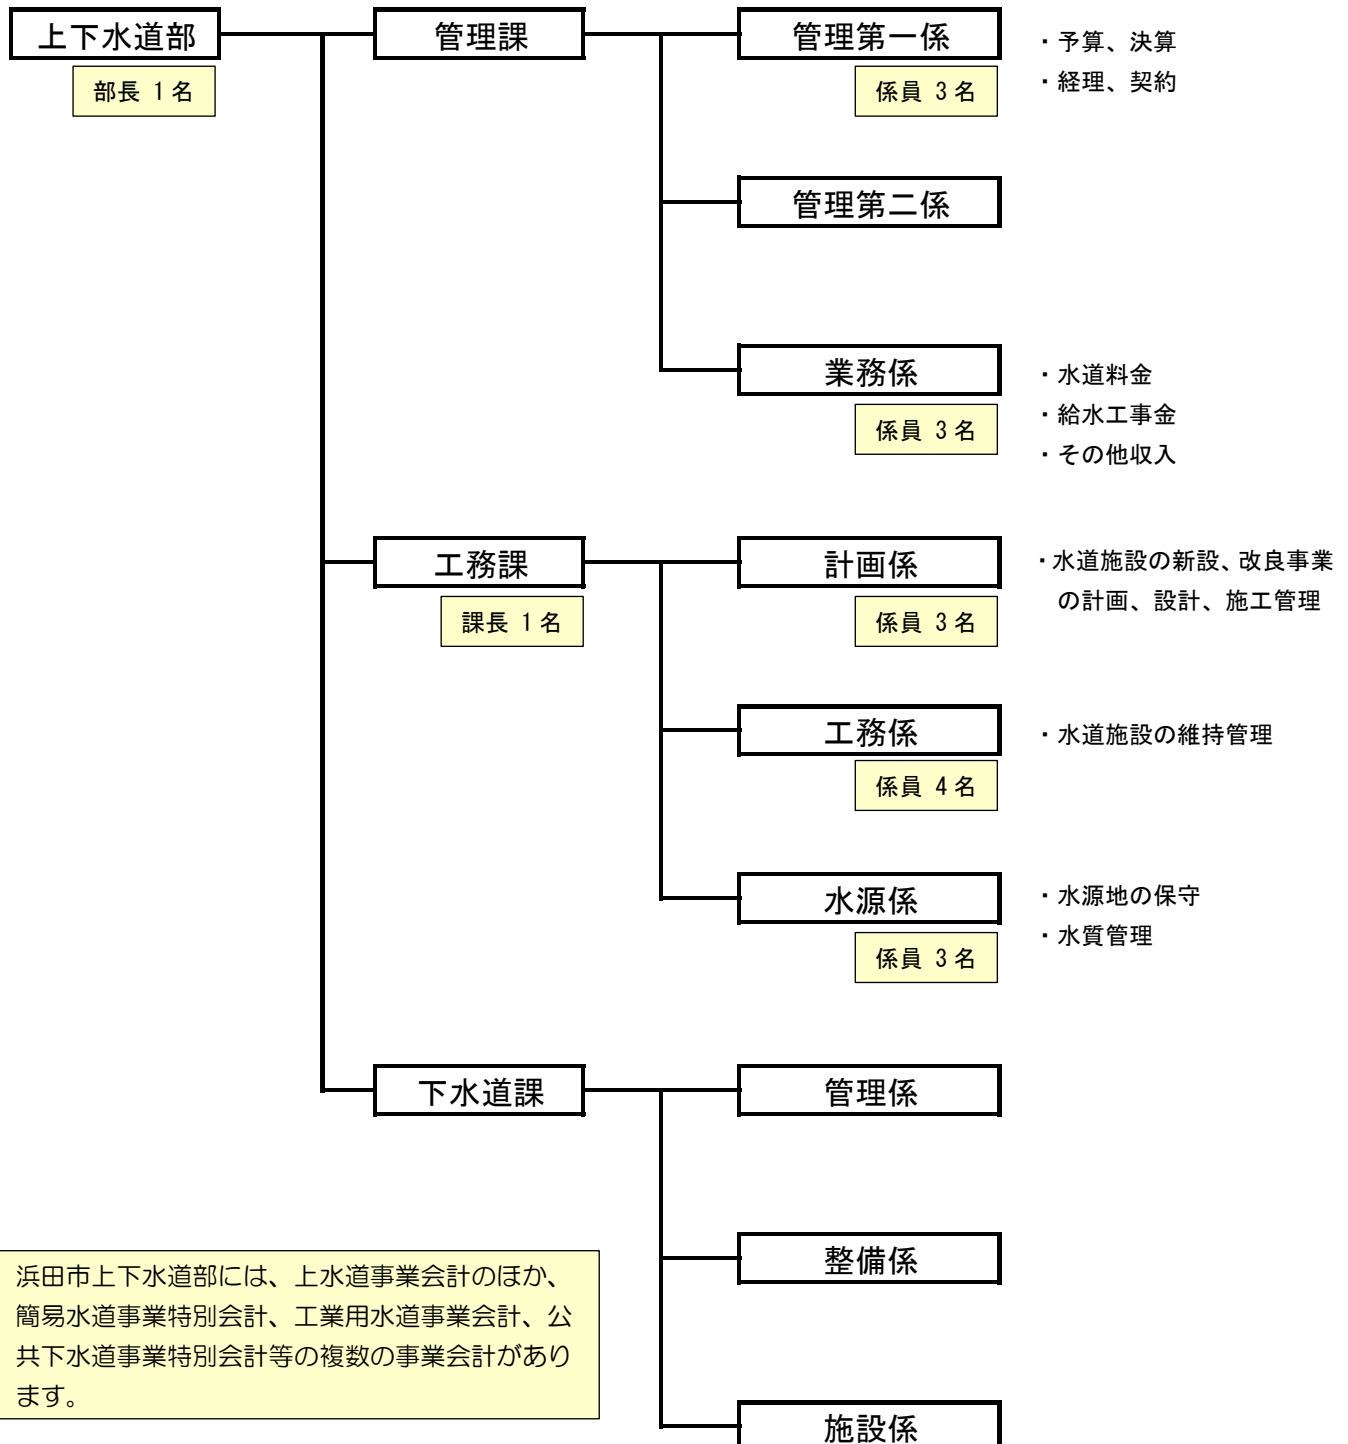 上下水道部
部長 1名
管理課
管理第一係
係員 3名
・予算、決算
・経理、契約
管理第二係
業務係
係員 3名
・水道料金
・給水工事金
・その他収入
工務課
課長 1名
計画係
係員 3名
・水道施設の新設、改良事業
の計画、設計、施工管理
工務係
係員 4名
・水道施設の維持管理
水源係
係員 3名
・水源地の保守
・水質管理
下水道課
管理係
整備係
施設係
浜田市上下水道部には、上水道事業会計のほか、
簡易水道事業特別会計、工業用水道事業会計、公
共下水道事業特別会計等の複数の事業会計があり
ます。